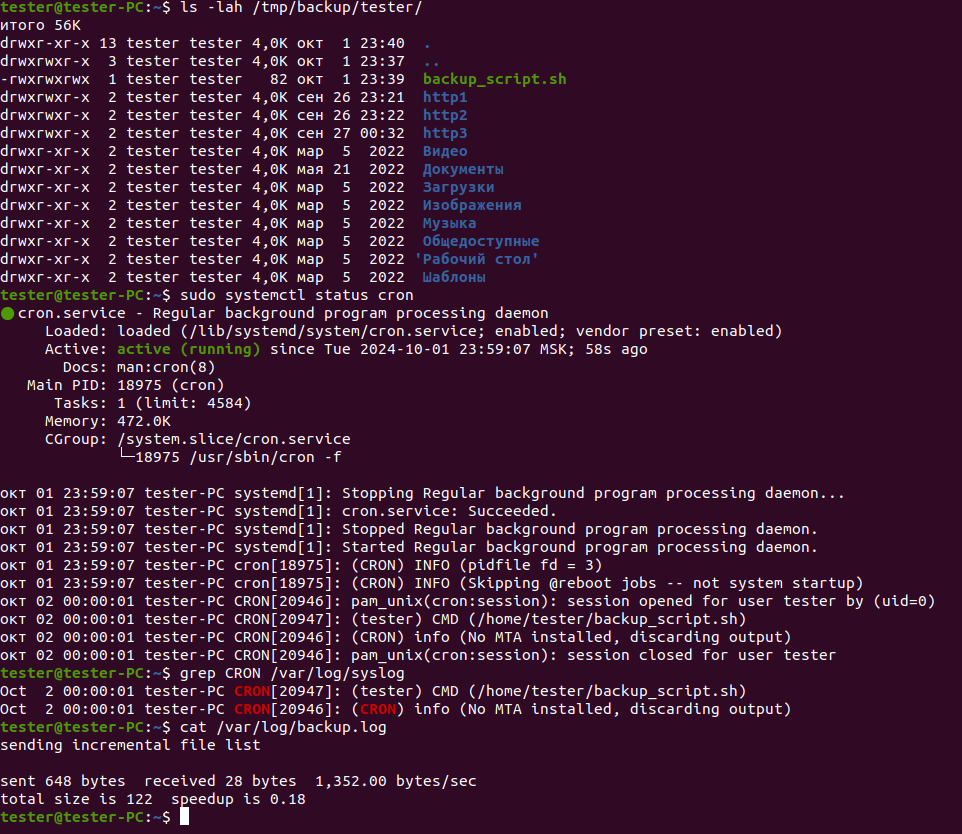 tester@tester-PC:~$ ls -lah /tmp/backup/tester/
итого 56K
drwxr-xr-x 13 tester tester 4,0K окт  1 23:40  .
drwxrwxr-x  3 tester tester 4,0K окт  1 23:37  ..
-rwxrwxrwx  1 tester tester   82 окт  1 23:39  backup_script.sh
drwxrwxr-x  2 tester tester 4,0K сен 26 23:21  http1
drwxrwxr-x  2 tester tester 4,0K сен 26 23:22  http2
drwxrwxr-x  2 tester tester 4,0K сен 27 00:32  http3
drwxr-xr-x  2 tester tester 4,0K мар  5  2022  Видео
drwxr-xr-x  2 tester tester 4,0K мая 21  2022  Документы
drwxr-xr-x  2 tester tester 4,0K мар  5  2022  Загрузки
drwxr-xr-x  2 tester tester 4,0K мар  5  2022  Изображения
drwxr-xr-x  2 tester tester 4,0K мар  5  2022  Музыка
drwxr-xr-x  2 tester tester 4,0K мар  5  2022  Общедоступные
drwxr-xr-x  2 tester tester 4,0K мар  5  2022 'Рабочий стол'
drwxr-xr-x  2 tester tester 4,0K мар  5  2022  Шаблоны
tester@tester-PC:~$ sudo systemctl status cron
● cron.service - Regular background program processing daemon
     Loaded: loaded (/lib/systemd/system/cron.service; enabled; vendor preset: enabled)
     Active: active (running) since Tue 2024-10-01 23:59:07 MSK; 58s ago
       Docs: man:cron(8)
   Main PID: 18975 (cron)
      Tasks: 1 (limit: 4584)
     Memory: 472.0K
     CGroup: /system.slice/cron.service
             └─18975 /usr/sbin/cron -f

окт 01 23:59:07 tester-PC systemd[1]: Stopping Regular background program processing daemon...
окт 01 23:59:07 tester-PC systemd[1]: cron.service: Succeeded.
окт 01 23:59:07 tester-PC systemd[1]: Stopped Regular background program processing daemon.
окт 01 23:59:07 tester-PC systemd[1]: Started Regular background program processing daemon.
окт 01 23:59:07 tester-PC cron[18975]: (CRON) INFO (pidfile fd = 3)
окт 01 23:59:07 tester-PC cron[18975]: (CRON) INFO (Skipping @reboot jobs -- not system startup)
окт 02 00:00:01 tester-PC CRON[20946]: pam_unix(cron:session): session opened for user tester by (uid=0)
окт 02 00:00:01 tester-PC CRON[20947]: (tester) CMD (/home/tester/backup_script.sh)
окт 02 00:00:01 tester-PC CRON[20946]: (CRON) info (No MTA installed, discarding output)
окт 02 00:00:01 tester-PC CRON[20946]: pam_unix(cron:session): session closed for user tester
tester@tester-PC:~$ grep CRON /var/log/syslog
Oct  2 00:00:01 tester-PC CRON[20947]: (tester) CMD (/home/tester/backup_script.sh)
Oct  2 00:00:01 tester-PC CRON[20946]: (CRON) info (No MTA installed, discarding output)
tester@tester-PC:~$ cat /var/log/backup.log
sending incremental file list

sent 648 bytes  received 28 bytes  1,352.00 bytes/sec
total size is 122  speedup is 0.18
tester@tester-PC:~$